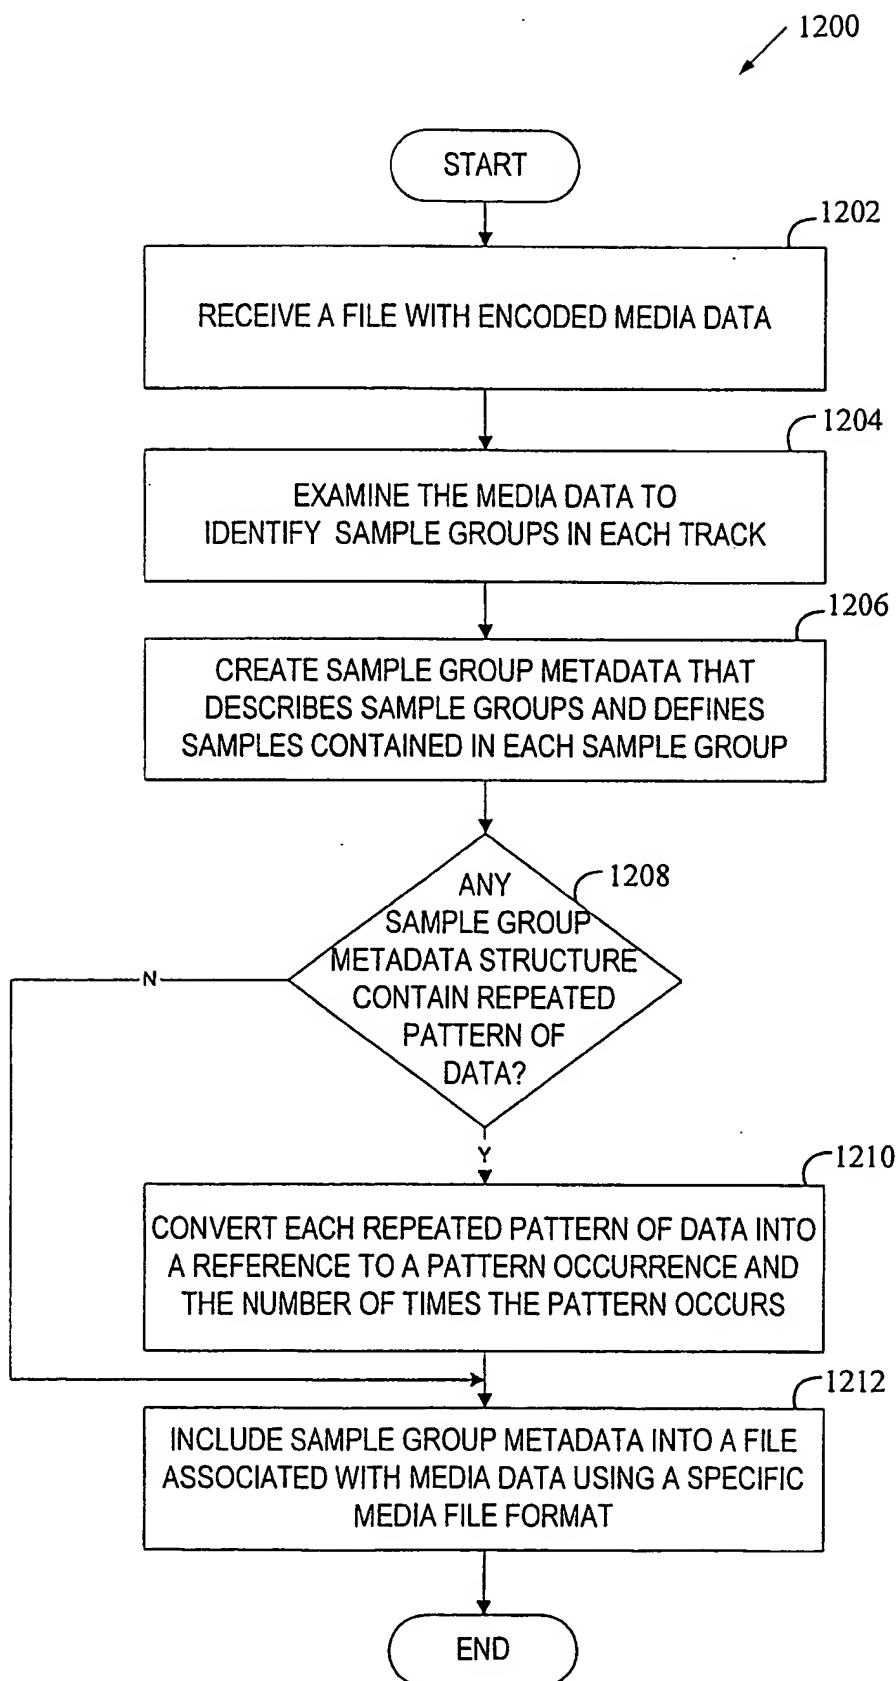 1200
START
1202
RECEIVE A FILE WITH ENCODED MEDIA DATA
1204
EXAMINE THE MEDIA DATA TO
IDENTIFY SAMPLE GROUPS IN EACH TRACK
1206
CREATE SAMPLE GROUP METADATA THAT
DESCRIBES SAMPLE GROUPS AND DEFINES
SAMPLES CONTAINED IN EACH SAMPLE GROUP
1208
ANY
SAMPLE GROUP
METADATA STRUCTURE
CONTAIN REPEATED
PATTERN OF
DATA?
N
Y
1210
CONVERT EACH REPEATED PATTERN OF DATA INTO
A REFERENCE TO A PATTERN OCCURRENCE AND
THE NUMBER OF TIMES THE PATTERN OCCURS
1212
INCLUDE SAMPLE GROUP METADATA INTO A FILE
ASSOCIATED WITH MEDIA DATA USING A SPECIFIC
MEDIA FILE FORMAT
END